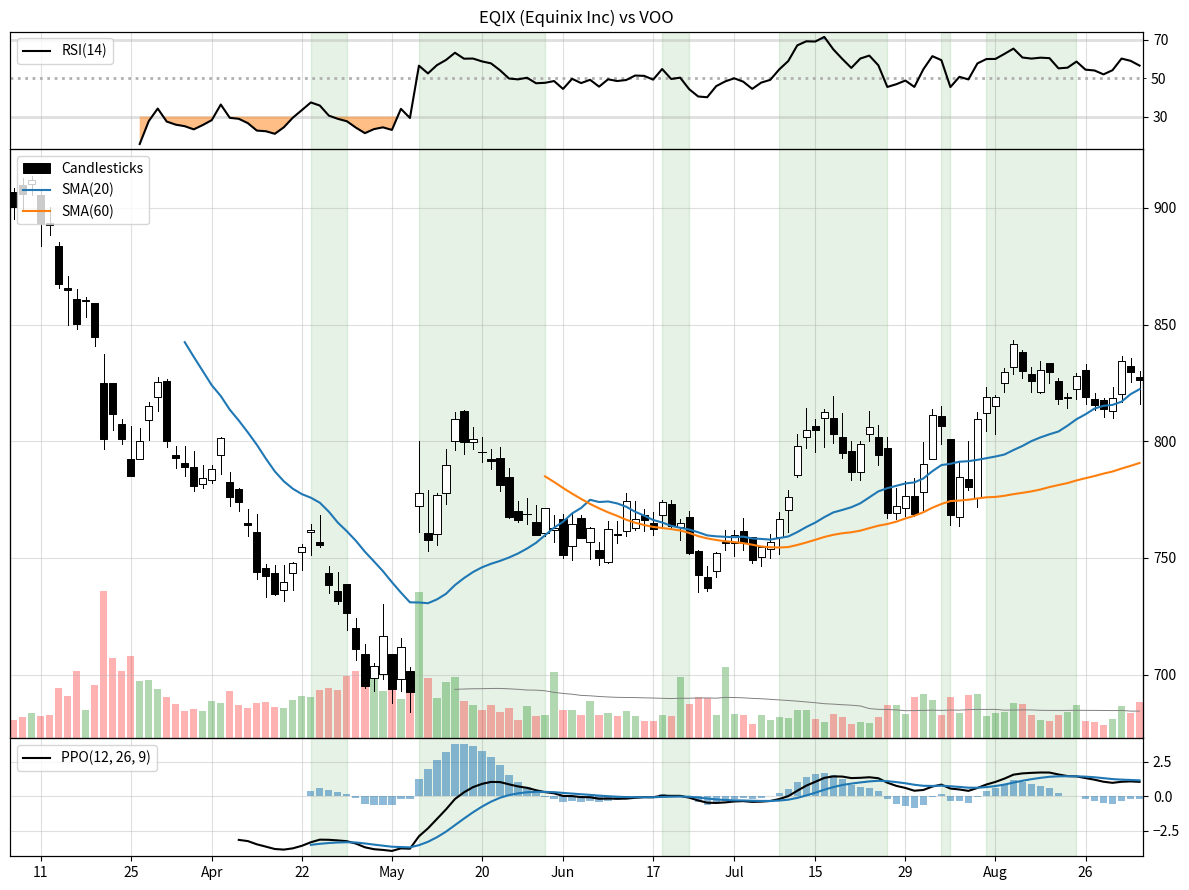 EQIX (Equinix Inc) vs VOO
RSI(14)
70
50
30
Candlesticks
SMA(20)
SMA(60)
900
850
800
750
700
PPO(12, 26, 9)
2.5
0.0
−2.5
11 25 Apr 22 May 20 Jun 17 Jul 15 29 Aug 26